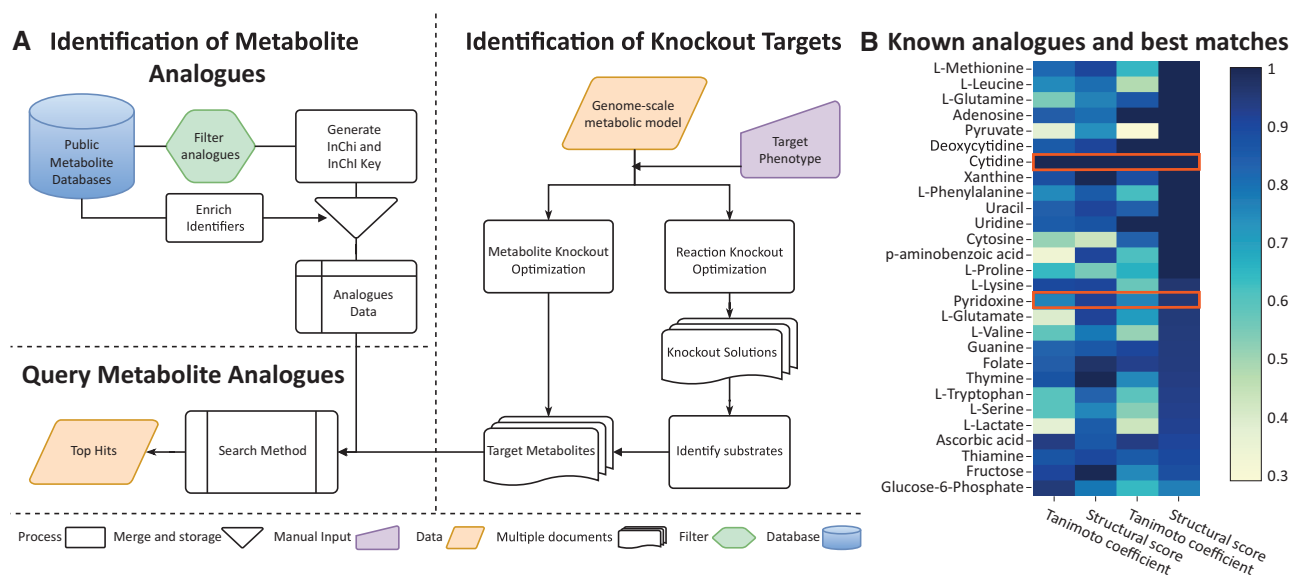 A Identification of Metabolite
Analogues
Public
Metabolite
Databases
Filter
analogues
Generate
InChi and
InChI Key
Enrich
Identifiers
Analogues
Data
Query Metabolite Analogues
Top Hits
Search Method
Identification of Knockout Targets
Genome-scale
metabolic model
Target
Phenotype
Metabolite Knockout
Optimization
Reaction Knockout
Optimization
Knockout Solutions
Target Metabolites
Identify substrates
Process
Merge and storage
Manual Input
Data
Multiple documents
Filter
Database
B Known analogues and best matches
L-Methionine
L-Leucine
L-Glutamine
Adenosine
Pyruvate
Deoxycytidine
Cytidine
Xanthine
L-Phenylalanine
Uracil
Uridine
Cytosine
p-aminobenzoic acid
L-Proline
L-Lysine
Pyridoxine
L-Glutamate
L-Valine
Guanine
Folate
Thymine
L-Tryptophan
L-Serine
L-Lactate
Ascorbic acid
Thiamine
Fructose
Glucose-6-Phosphate
Tanimoto coefficient
Structural score
Tanimoto coefficient
Structural score
1
0.9
0.8
0.7
0.6
0.5
0.4
0.3